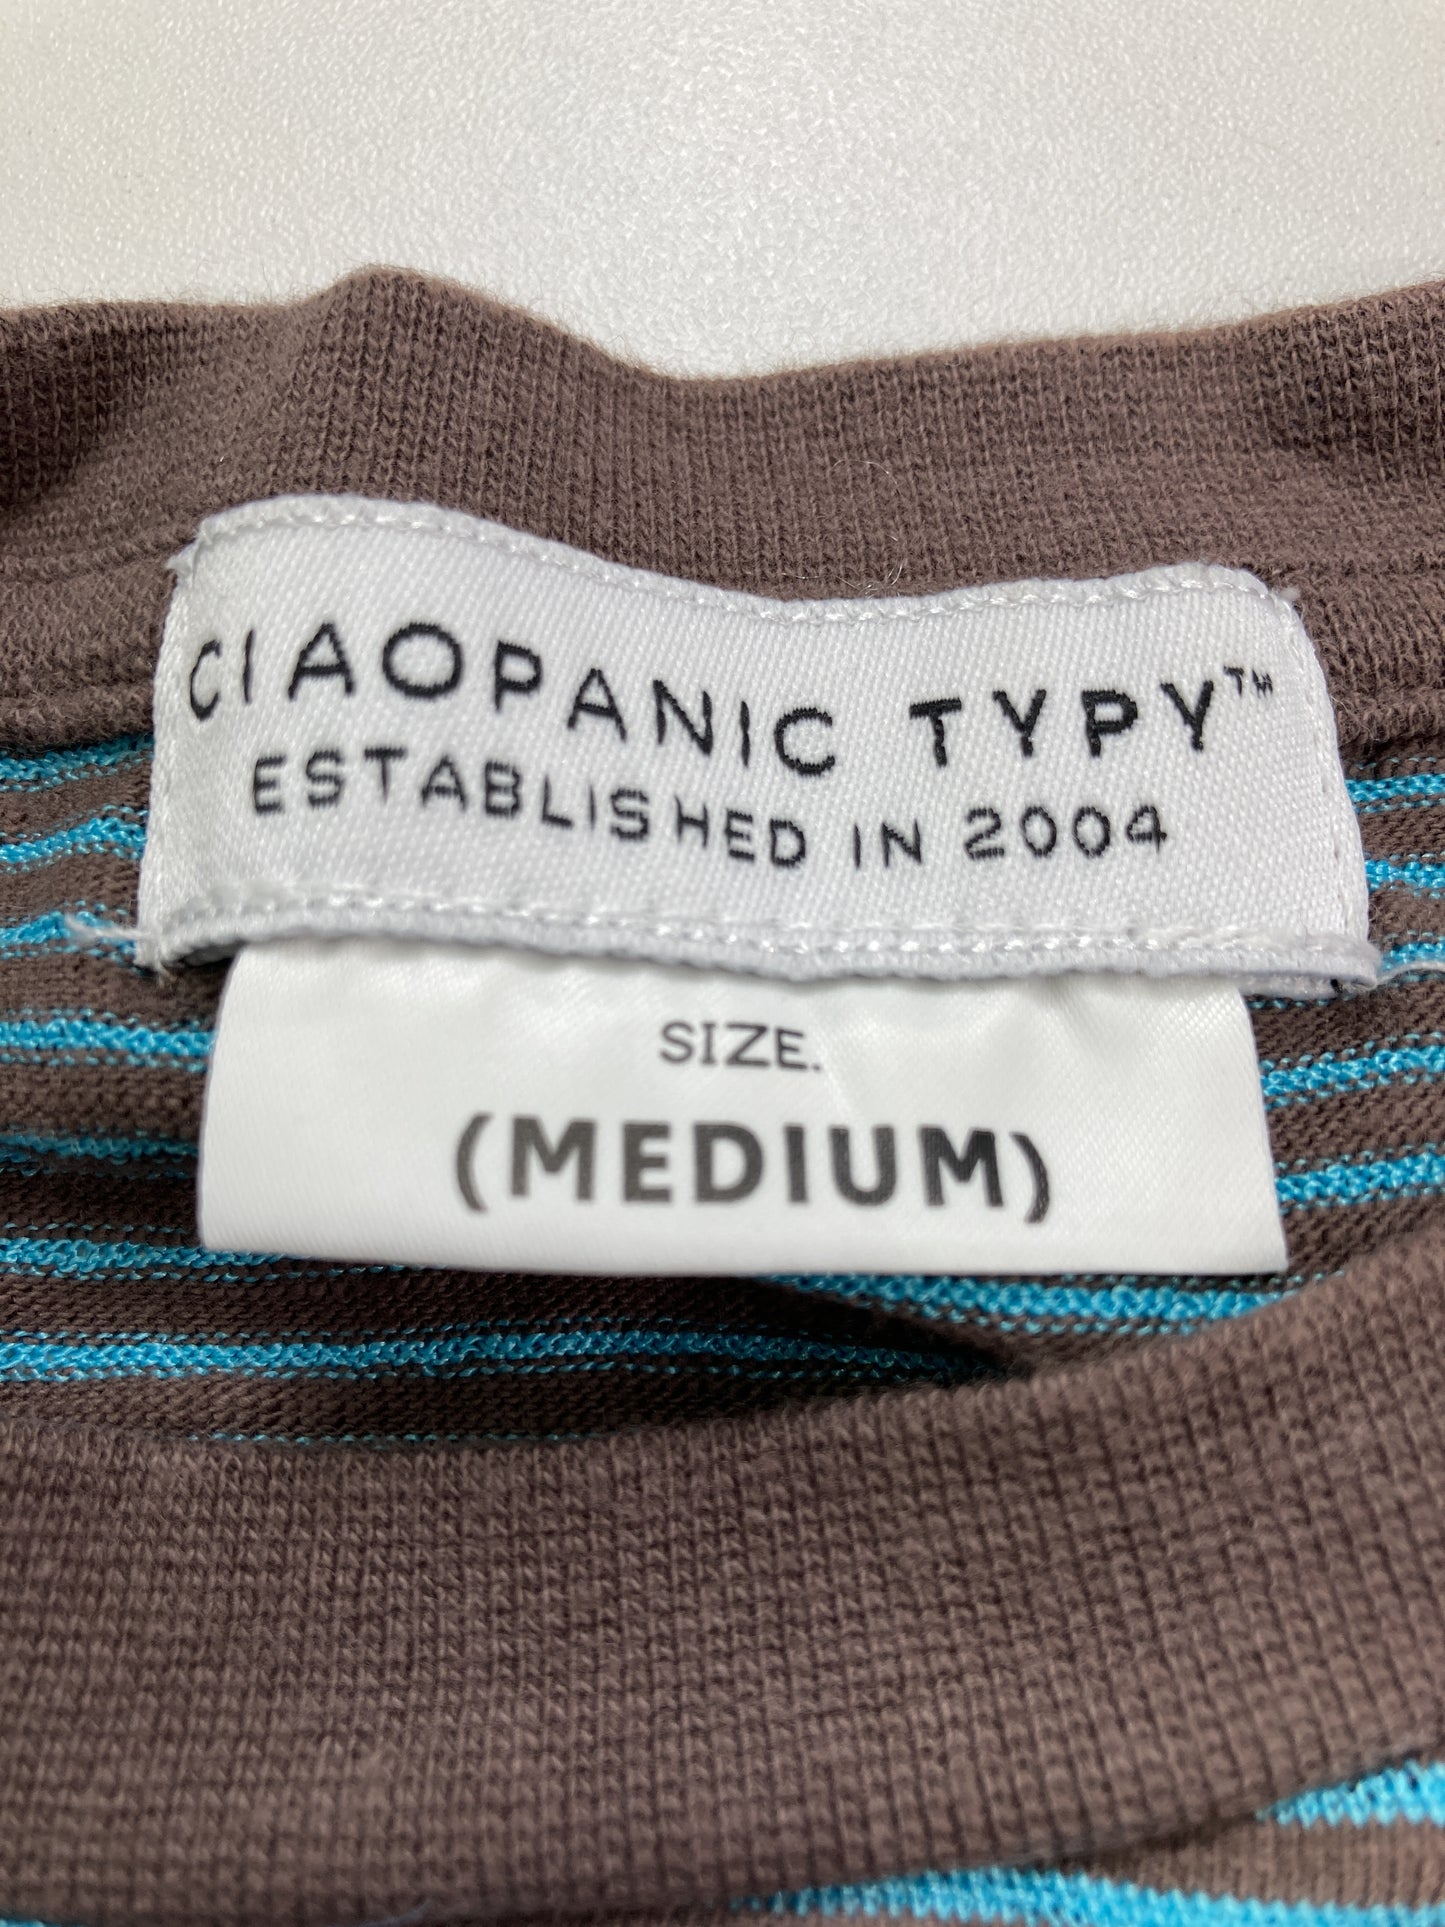 CIAOPANIC TYPY™
ESTABLISHED IN 2004
SIZE.
(MEDIUM)